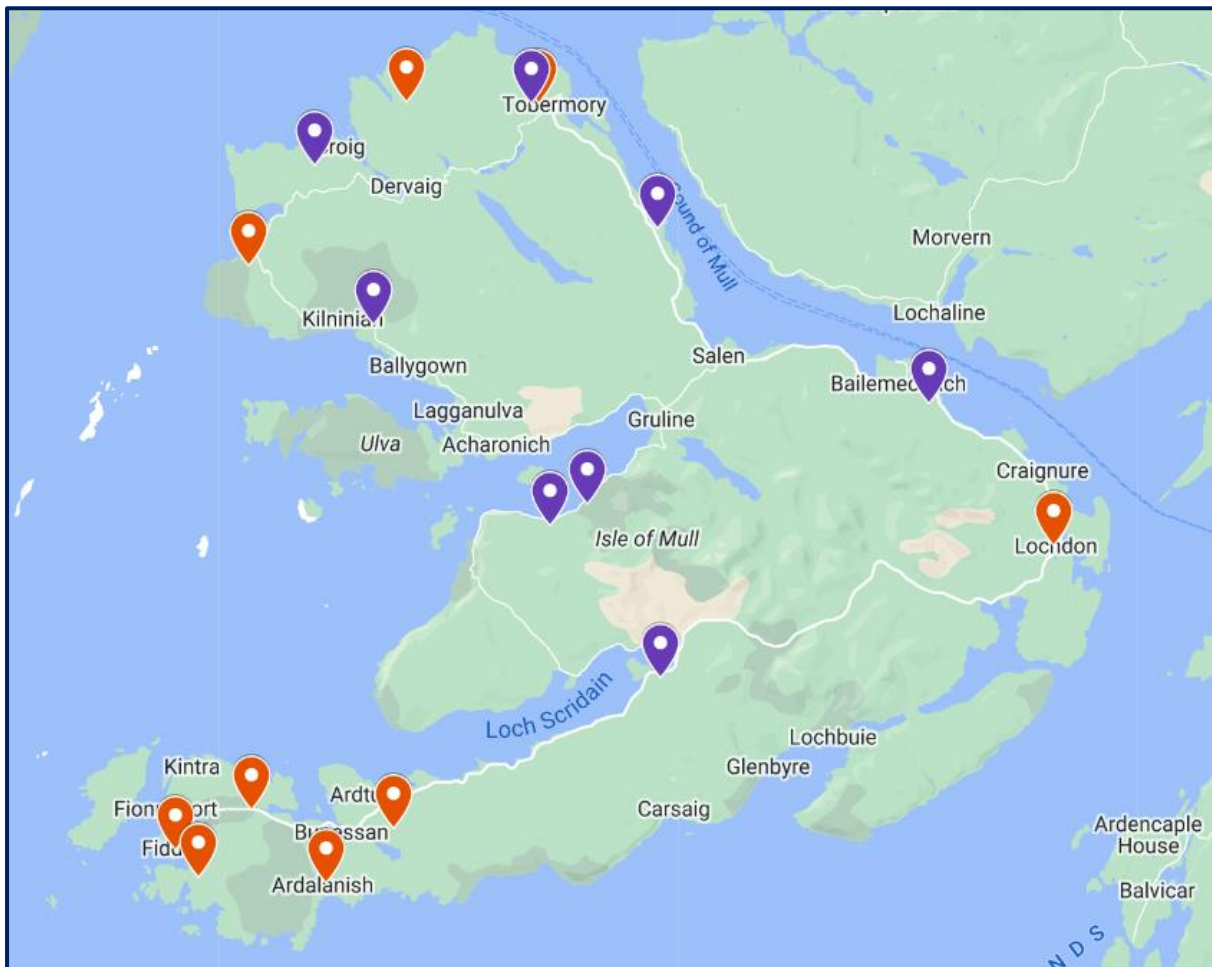 Tobermory
Dervaig
Sound of Mull
Morvern
Lochaline
Kilninian
Ballygown
Salen
Lagganulva
Gruline
Ulva
Acharonich
Craignure
Isle of Mull
Lochdon
Loch Scridain
Lochbuie
Glenbyre
Kintra
Carsaig
Ardencaple
House
Ardalanish
Balvicar
N D S